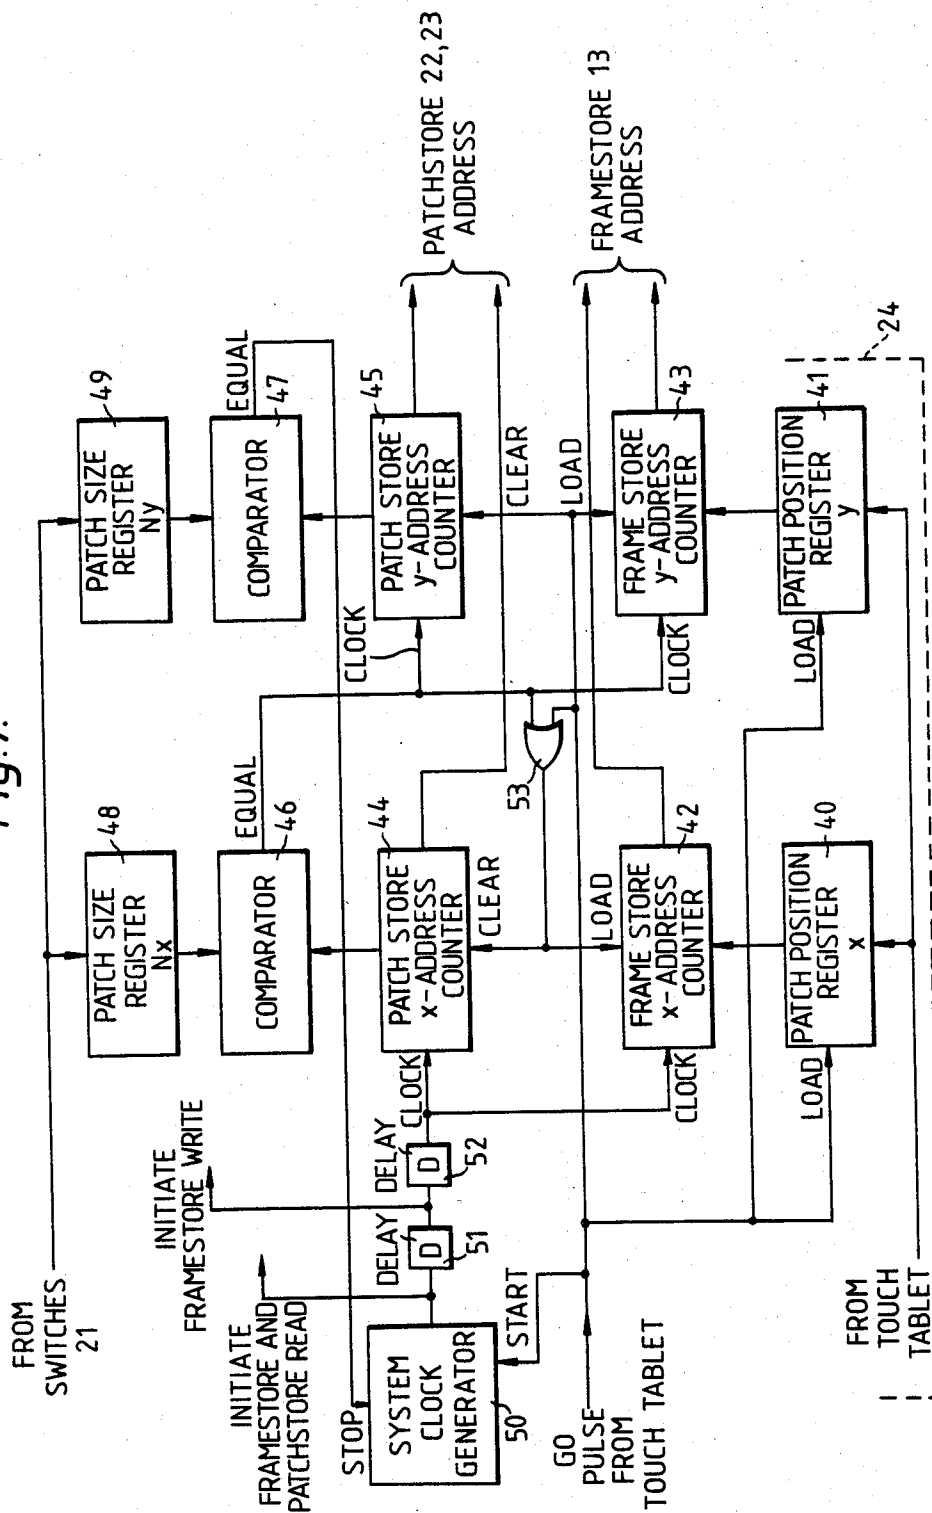 Fig.7.
FROM
SWITCHES
21
PATCH SIZE
REGISTER
Nx
48
PATCH SIZE
REGISTER
Ny
49
INITIATE
FRAMESTORE WRITE
INITIATE
FRAMESTORE AND
PATCHSTORE READ
COMPARATOR
46
EQUAL
COMPARATOR
47
EQUAL
STOP
SYSTEM
CLOCK
GENERATOR
50
DELAY
D
51
DELAY
D
52
CLOCK
PATCH STORE
x-ADDRESS
COUNTER
44
CLEAR
CLOCK
PATCH STORE
y-ADDRESS
COUNTER
45
CLEAR
PATCHSTORE 22,23
ADDRESS
START
53
LOAD
GO
PULSE
FROM
TOUCH TABLET
LOAD
CLOCK
FRAME STORE
x-ADDRESS
COUNTER
42
CLOCK
FRAME STORE
y-ADDRESS
COUNTER
43
FRAMESTORE 13
ADDRESS
LOAD
PATCH POSITION
REGISTER
x
40
LOAD
PATCH POSITION
REGISTER
y
41
24
FROM
TOUCH
TABLET